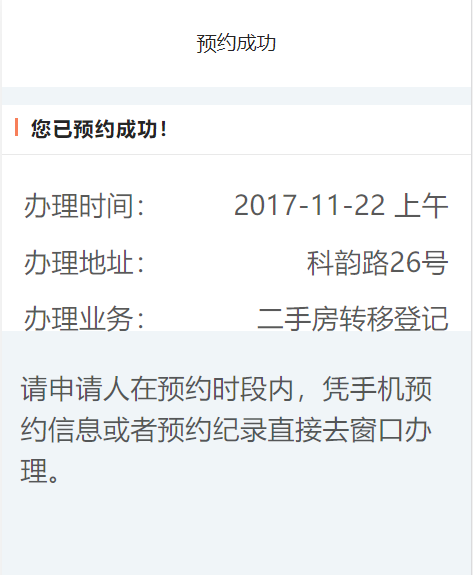 预约成功
您已预约成功！
办理时间： 2017-11-22 上午
办理地址： 科韵路26号
办理业务： 二手房转移登记
请申请人在预约时段内，凭手机预
约信息或者预约纪录直接去窗口办
理。